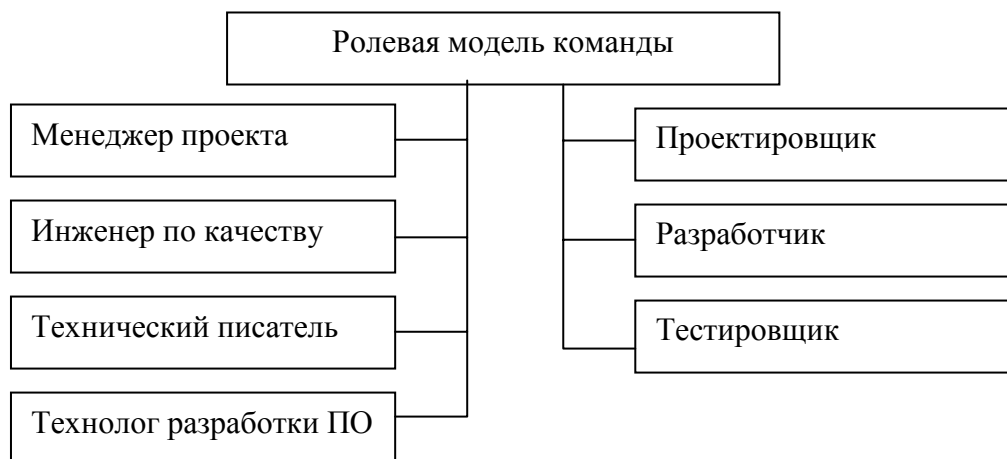 Ролевая модель команды
Менеджер проекта
Инженер по качеству
Технический писатель
Технолог разработки ПО
Проектировщик
Разработчик
Тестировщик